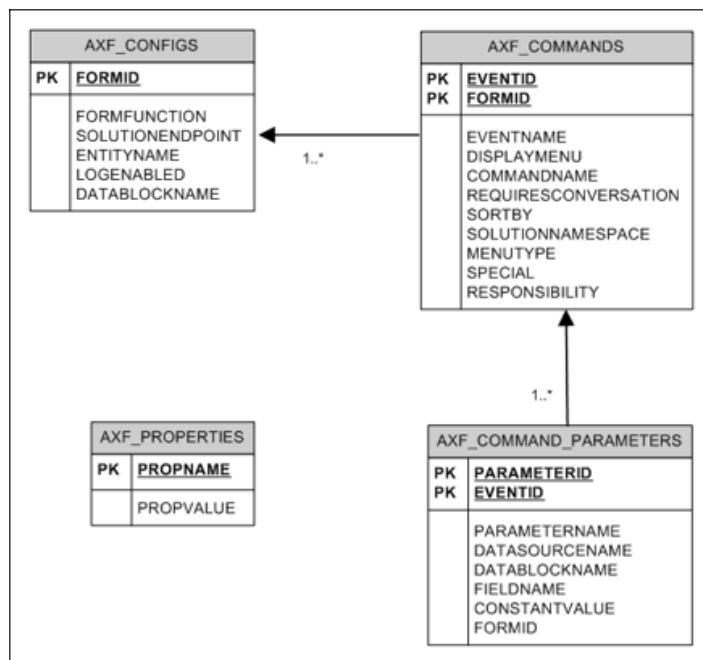 AXF_CONFIGS
PK FORMID
FORMFUNCTION
SOLUTIONENDPOINT
ENTITYNAME
LOGENABLED
DATABLOCKNAME
1..*
AXF_COMMANDS
PK EVENTID
PK FORMID
EVENTNAME
DISPLAYMENU
COMMANDNAME
REQUIRESCONVERSATION
SORTBY
SOLUTIONNAMESPACE
MENUTYPE
SPECIAL
RESPONSIBILITY
1..*
AXF_PROPERTIES
PK PROPNAME
PROPVALUE
AXF_COMMAND_PARAMETERS
PK PARAMETERID
PK EVENTID
PARAMETERNAME
DATASOURCENAME
DATABLOCKNAME
FIELDNAME
CONSTANTVALUE
FORMID